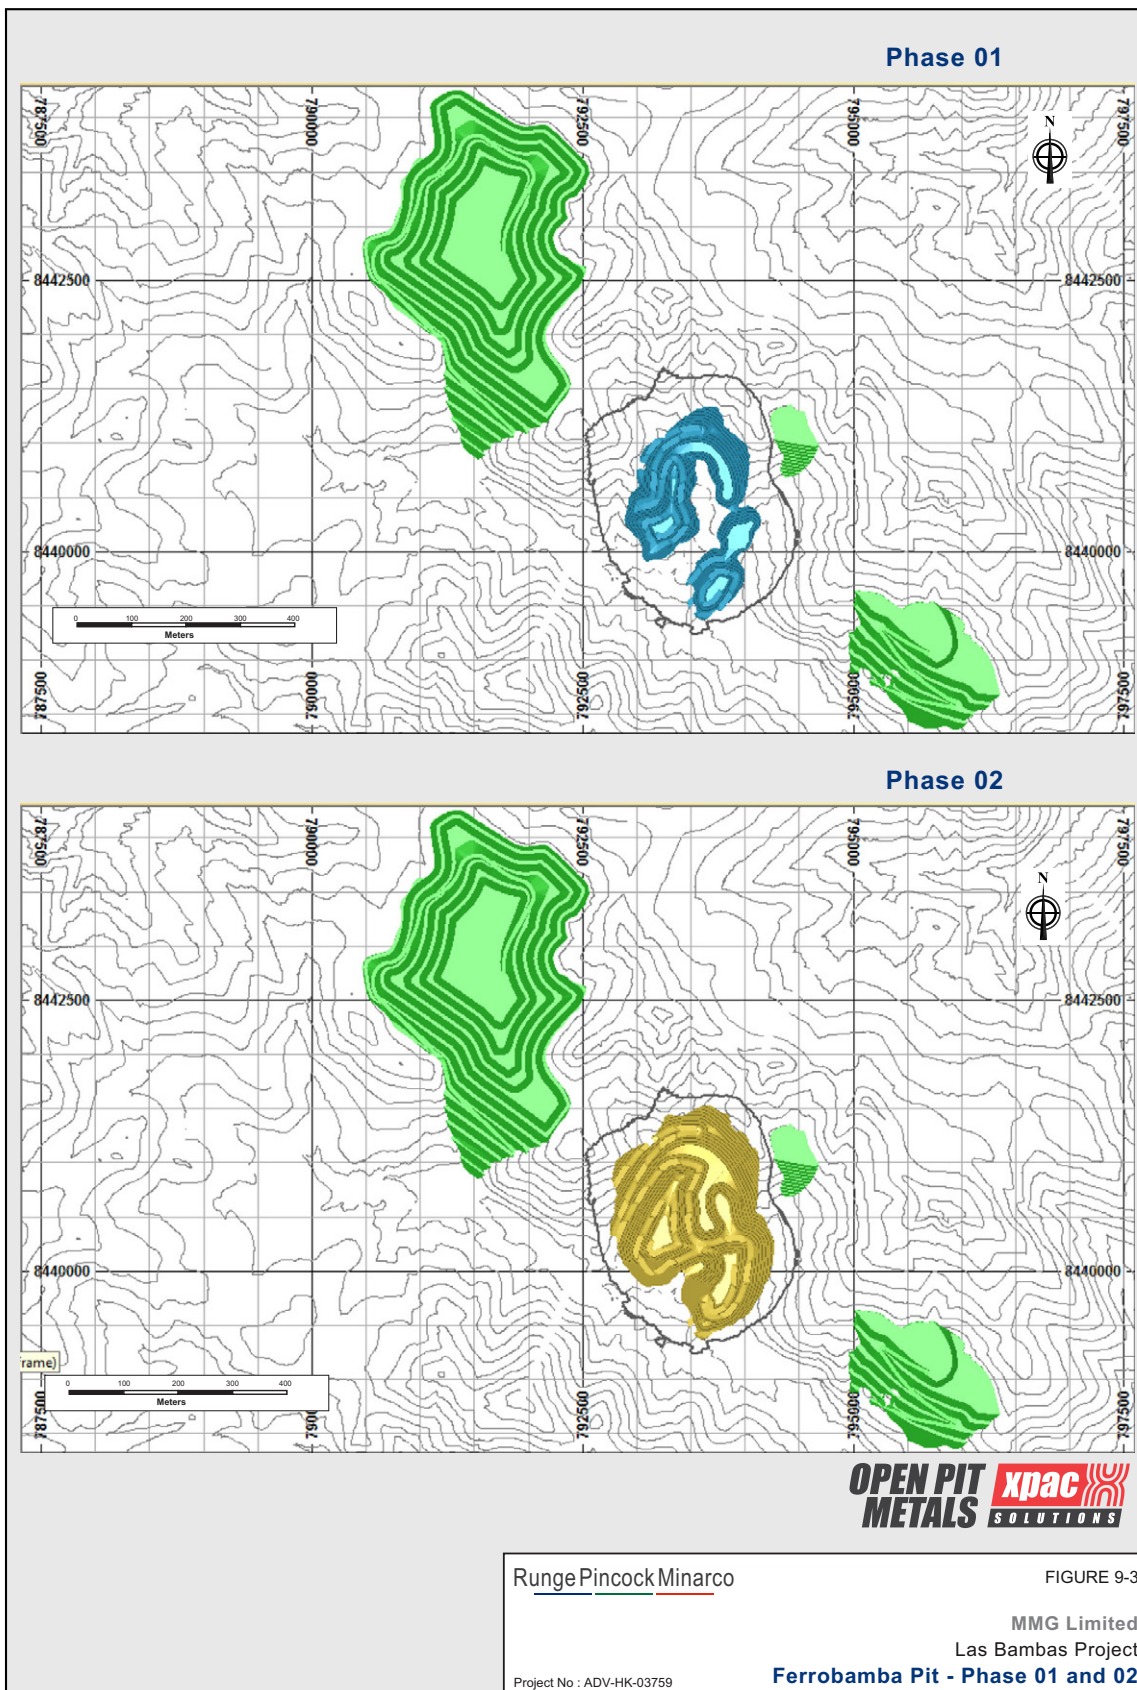 Phase 01
787500
790000
792500
795000
797500
N
8442500
8442500
8440000
8440000
0 100 200 300 400
Meters
787500
790000
792500
795000
797500
Phase 02
787500
790000
792500
795000
797500
N
8442500
8442500
8440000
8440000
rame)
0 100 200 300 400
Meters
787500
7900
792500
795000
797500
OPEN PIT
METALS
xpac
SOLUTIONS
RungePincockMinarco
FIGURE 9-3
MMG Limited
Las Bambas Project
Project No : ADV-HK-03759
Ferrobamba Pit - Phase 01 and 02